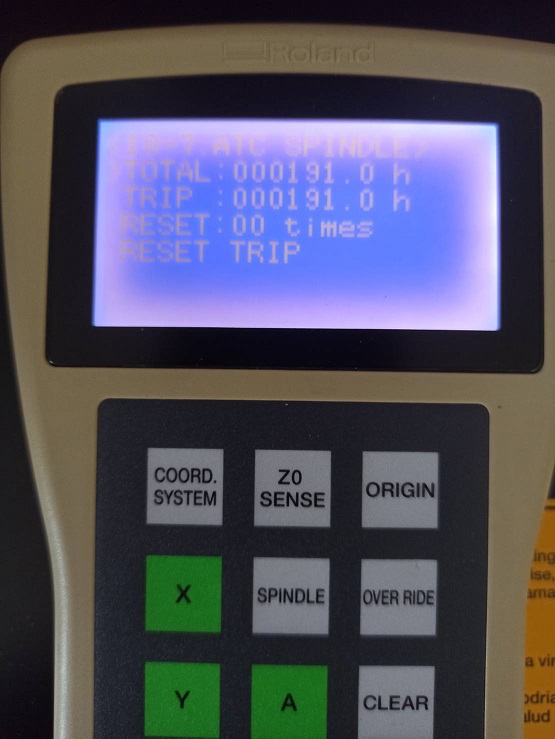 Roland
<10-7.ATC SPINDLE>
TOTAL:000191.0 h
TRIP :000191.0 h
RESET:00 times
RESET TRIP
COORD.
SYSTEM
Z0
SENSE
ORIGIN
X
SPINDLE
OVER RIDE
Y
A
CLEAR
a vir